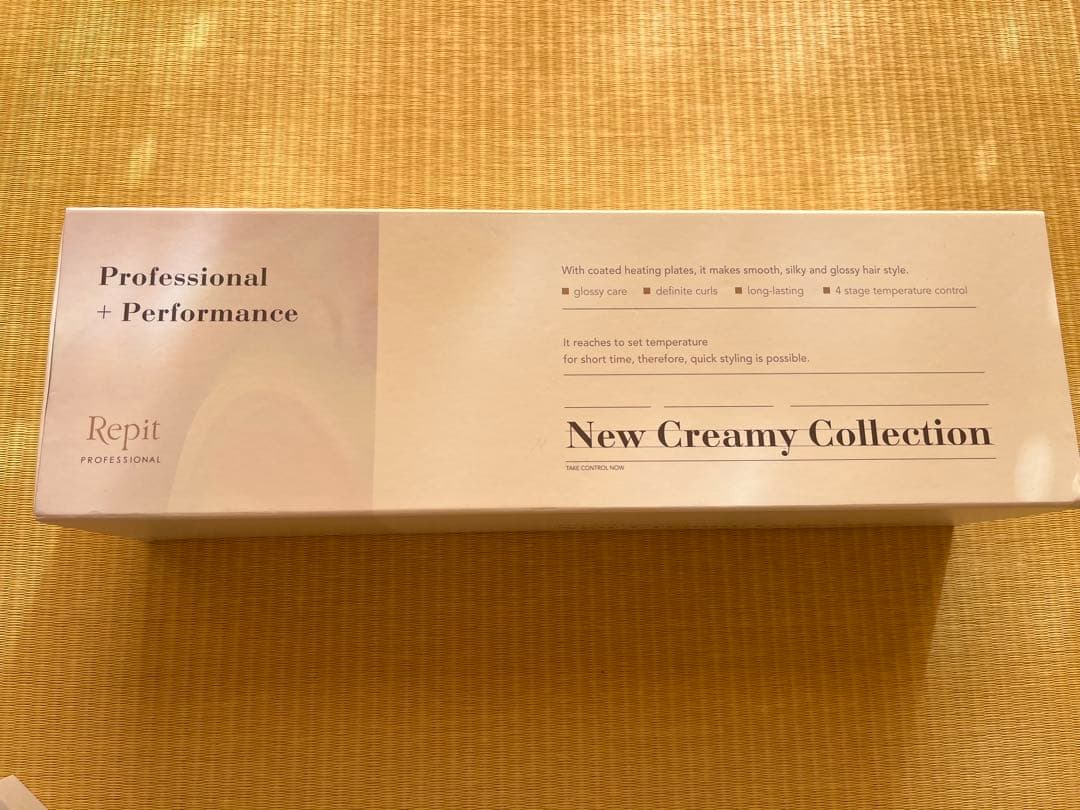 Professional
+ Performance
Repit
PROFESSIONAL
With coated heating plates, it makes smooth, silky and glossy hair style.
■ glossy care ■ definite curls ■ long-lasting ■ 4 stage temperature control
It reaches to set temperature
for short time, therefore, quick styling is possible.
New Creamy Collection
TAKE CONTROL NOW